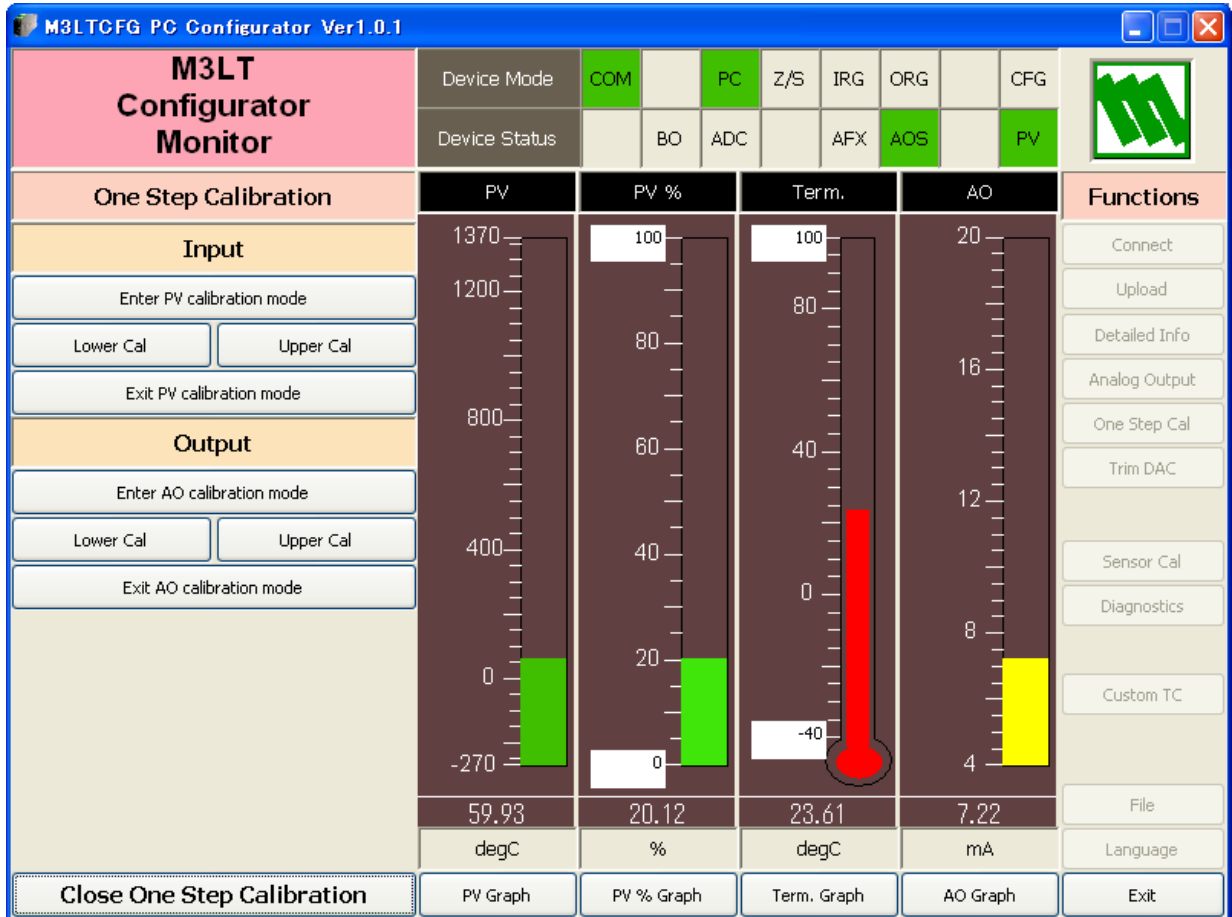 M3LTCFG PC Configurator Ver1.0.1
M3LT
Configurator
Monitor
Device Mode COM PC Z/S IRG ORG CFG
Device Status BO ADC AFX AOS PV
One Step Calibration
Input
Enter PV calibration mode
Lower Cal Upper Cal
Exit PV calibration mode
Output
Enter AO calibration mode
Lower Cal Upper Cal
Exit AO calibration mode
Close One Step Calibration
PV
1370
1200
800
400
0
-270
59.93
degC
PV Graph
PV %
100
80
60
40
20
0
20.12
%
PV % Graph
Term.
100
80
40
0
-40
23.61
degC
Term. Graph
AO
20
16
12
8
4
7.22
mA
AO Graph
Functions
Connect
Upload
Detailed Info
Analog Output
One Step Cal
Trim DAC
Sensor Cal
Diagnostics
Custom TC
File
Language
Exit